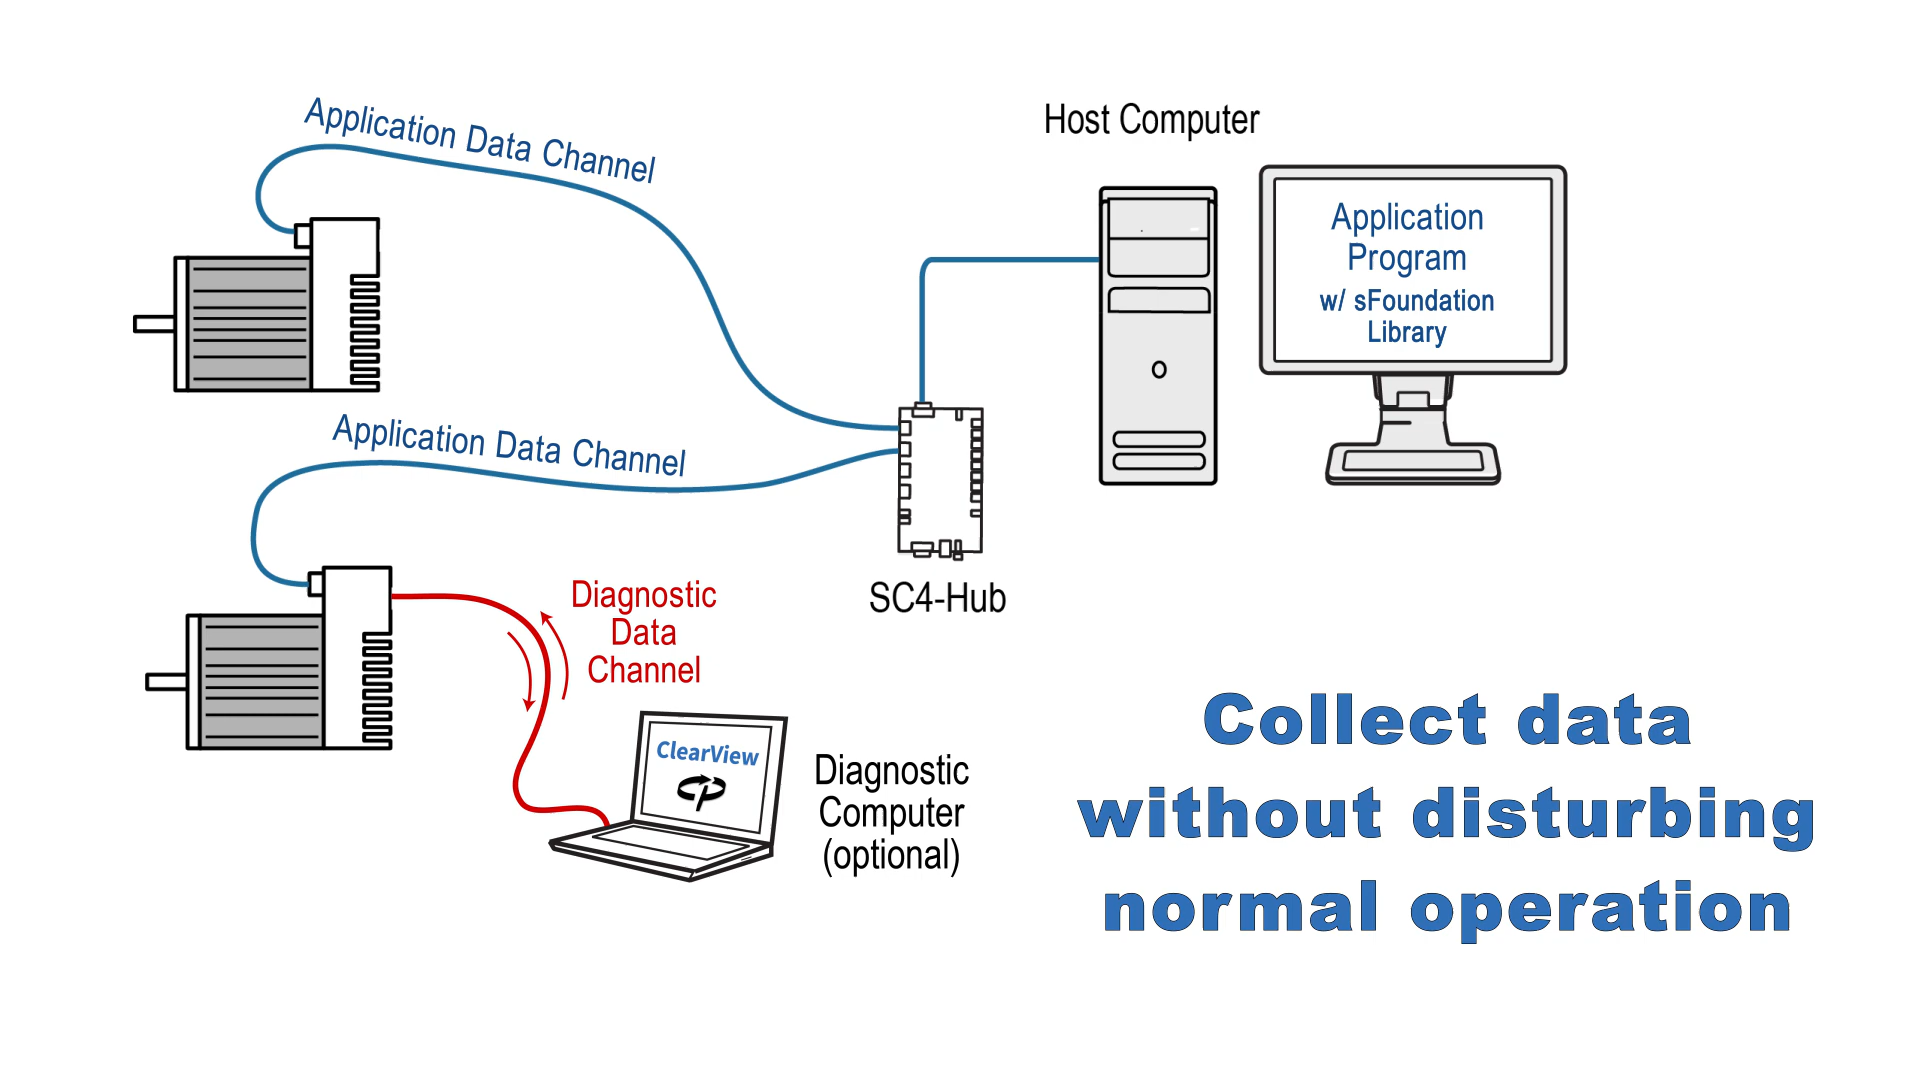 Application Data Channel
Host Computer
Application
Program
w/ sFoundation
Library
Application Data Channel
SC4-Hub
Diagnostic
Data
Channel
ClearView
Diagnostic
Computer
(optional)
Collect data
without disturbing
normal operation